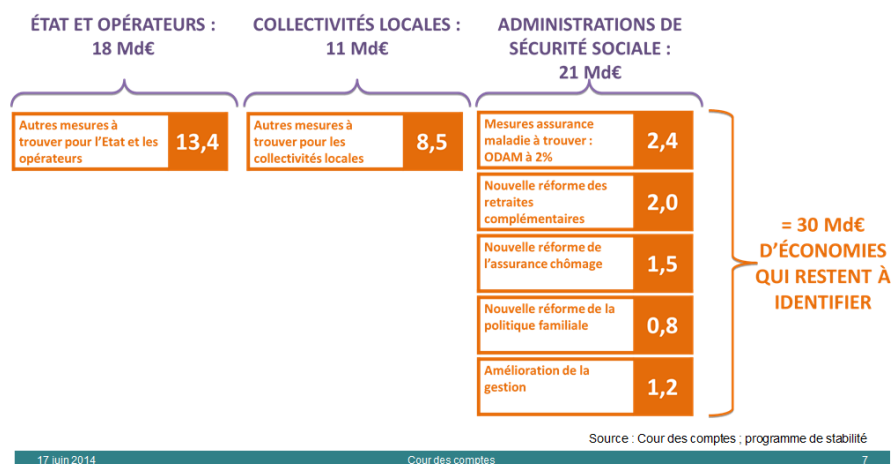 ÉTAT ET OPÉRATEURS :
18 Md€
COLLECTIVITÉS LOCALES :
11 Md€
ADMINISTRATIONS DE
SÉCURITÉ SOCIALE :
21 Md€
Autres mesures à
trouver pour l'Etat et les
opérateurs
13,4
Autres mesures à
trouver pour les
collectivités locales
8,5
Mesures assurance
maladie à trouver :
ODAM à 2%
2,4
Nouvelle réforme des
retraites
complémentaires
2,0
Nouvelle réforme de
l'assurance chômage
1,5
Nouvelle réforme de la
politique familiale
0,8
Amélioration de la
gestion
1,2
= 30 Md€
D'ÉCONOMIES
QUI RESTENT À
IDENTIFIER
Source : Cour des comptes ; programme de stabilité
17 juin 2014
Cour des comptes
7